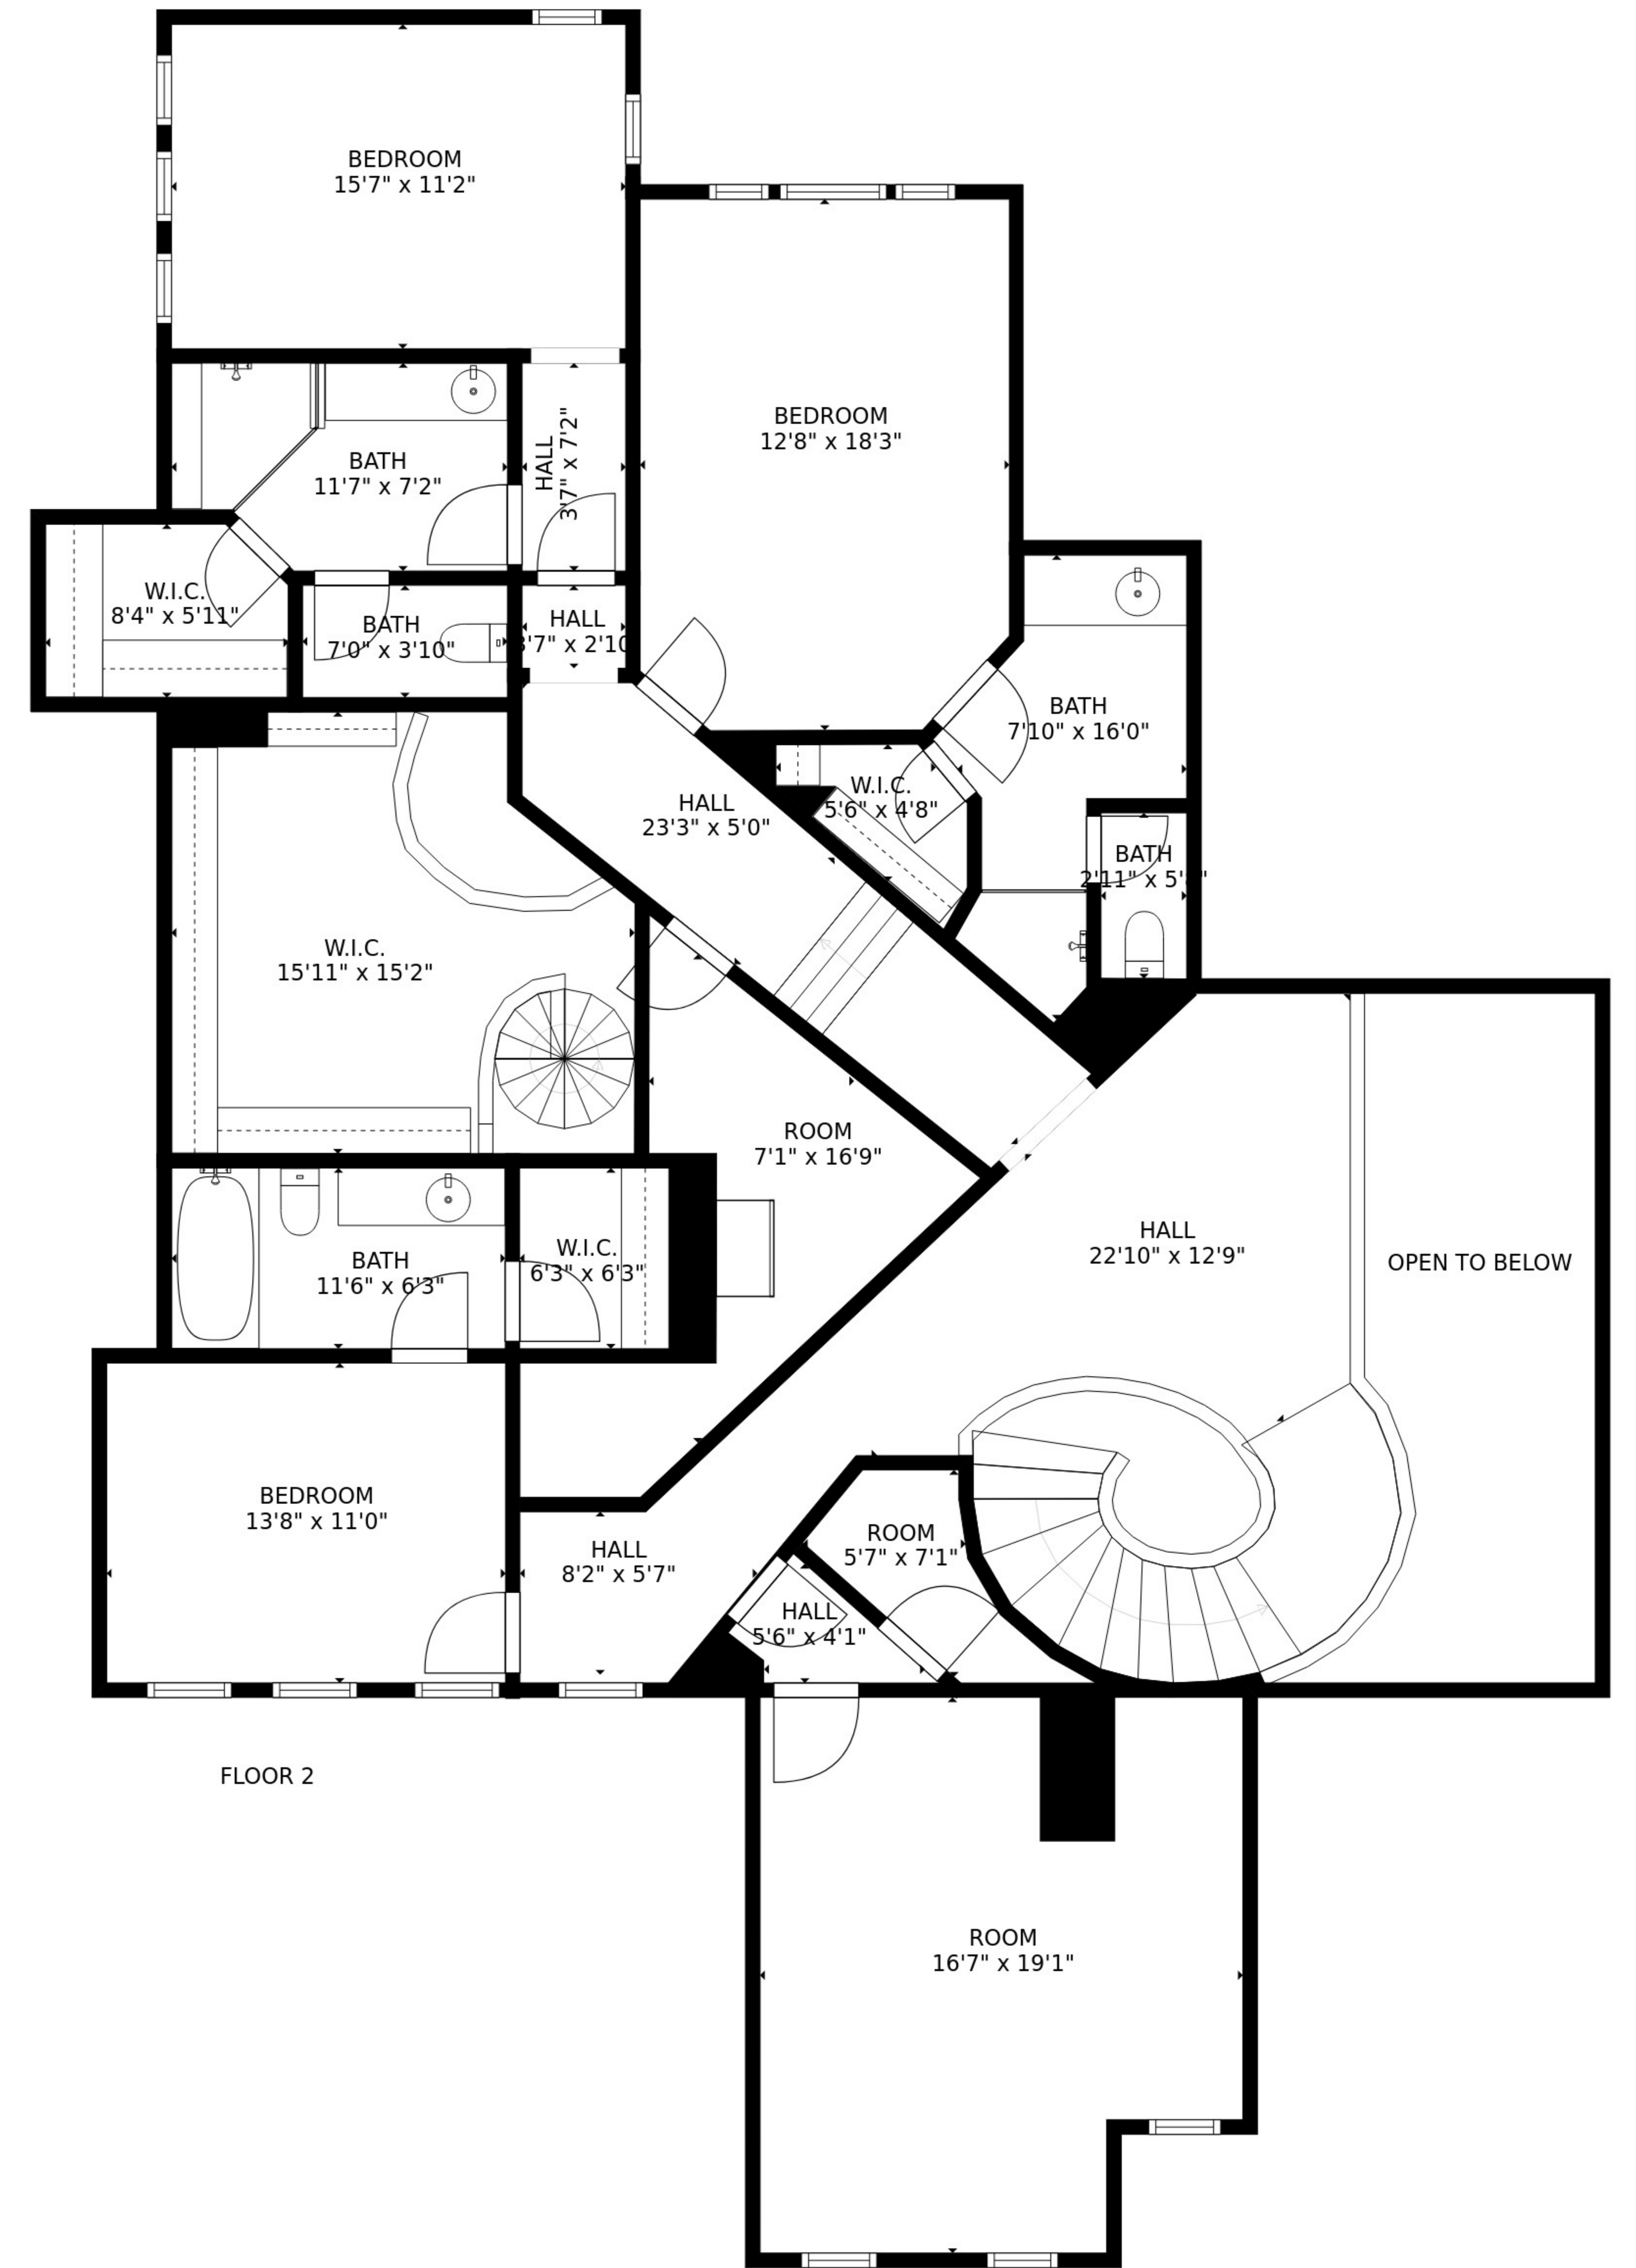 BEDROOM
15'7" x 11'2"
BEDROOM
12'8" x 18'3"
BATH
11'7" x 7'2"
HALL
3'7" x 7'2"
W.I.C.
8'4" x 5'11"
BATH
7'0" x 3'10"
HALL
3'7" x 2'10
BATH
7'10" x 16'0"
W.I.C.
5'6" x 4'8"
HALL
23'3" x 5'0"
BATH
W.I.C.
15'11" x 15'2"
ROOM
7'1" x 16'9"
HALL
22'10" x 12'9"
OPEN TO BELOW
BATH
11'6" x 6'3"
W.I.C.
6'3" x 6'3"
BEDROOM
13'8" x 11'0"
HALL
8'2" x 5'7"
ROOM
5'7" x 7'1"
HALL
5'6" x 4'1"
FLOOR 2
ROOM
16'7" x 19'1"